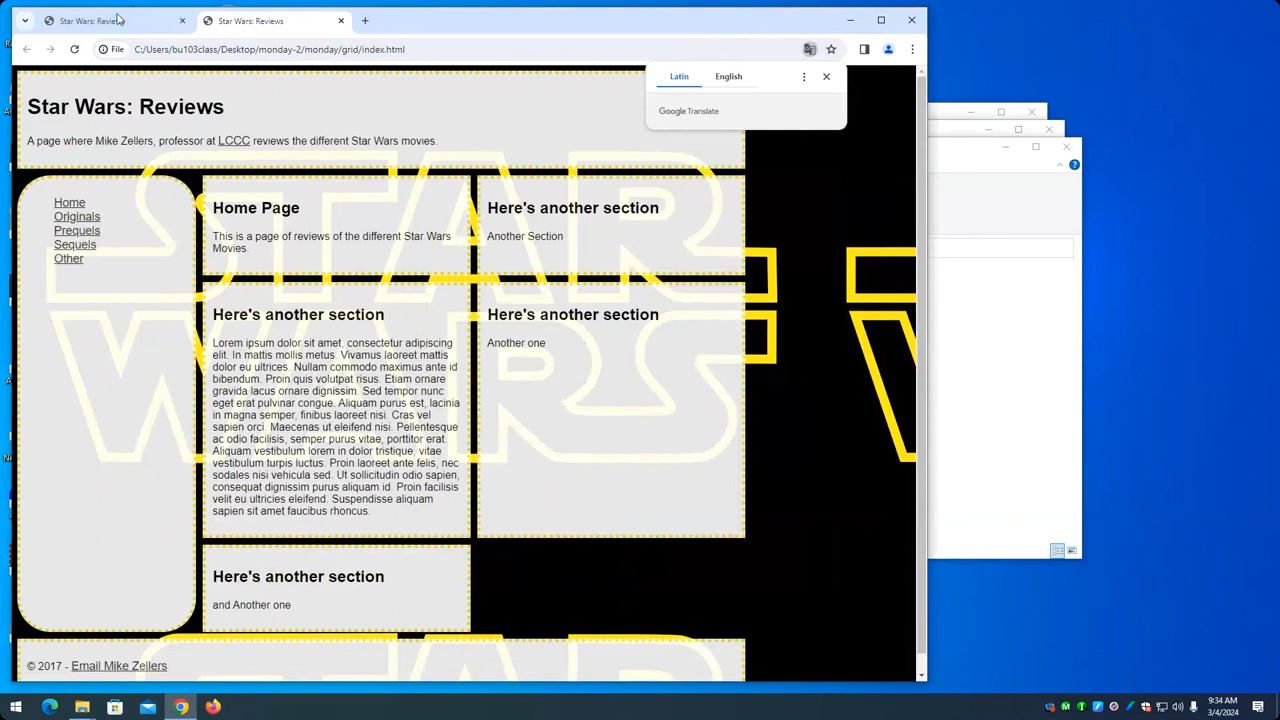 Star Wars: Reviews
Star Wars: Reviews
File
C:/Users/bu103class/Desktop/monday-2/monday/grid/index.html
Latin
English
Google Translate
Star Wars: Reviews
A page where Mike Zellers, professor at LCCC reviews the different Star Wars movies.
Home
Originals
Prequels
Sequels
Other
Home Page
This is a page of reviews of the different Star Wars
Movies.
Here's another section
Another Section
Here's another section
Lorem ipsum dolor sit amet, consectetur adipiscing
elit. In mattis mollis metus. Vivamus laoreet mattis
dolor eu ultrices. Nullam commodo maximus ante id
bibendum. Proin quis volutpat risus. Etiam ornare
gravida lacus ornare dignissim. Sed tempor nunc
eget erat pulvinar congue. Aliquam purus est, lacinia
in magna semper, finibus laoreet nisi. Cras vel
sapien orci. Maecenas ut eleifend nisi. Pellentesque
ac odio facilisis, semper purus vitae, porttitor erat.
Aliquam vestibulum lorem in dolor tristique, vitae
vestibulum turpis luctus. Proin laoreet ante felis, nec
sodales nisi vehicula sed. Ut sollicitudin odio sapien,
consequat dignissim purus aliquam id. Proin facilisis
velit eu ultricies eleifend. Suspendisse aliquam
sapien sit amet faucibus rhoncus.
Here's another section
Another one
Here's another section
and Another one
© 2017 - Email Mike Zellers
STAR
WARS
9:34 AM
3/4/2024